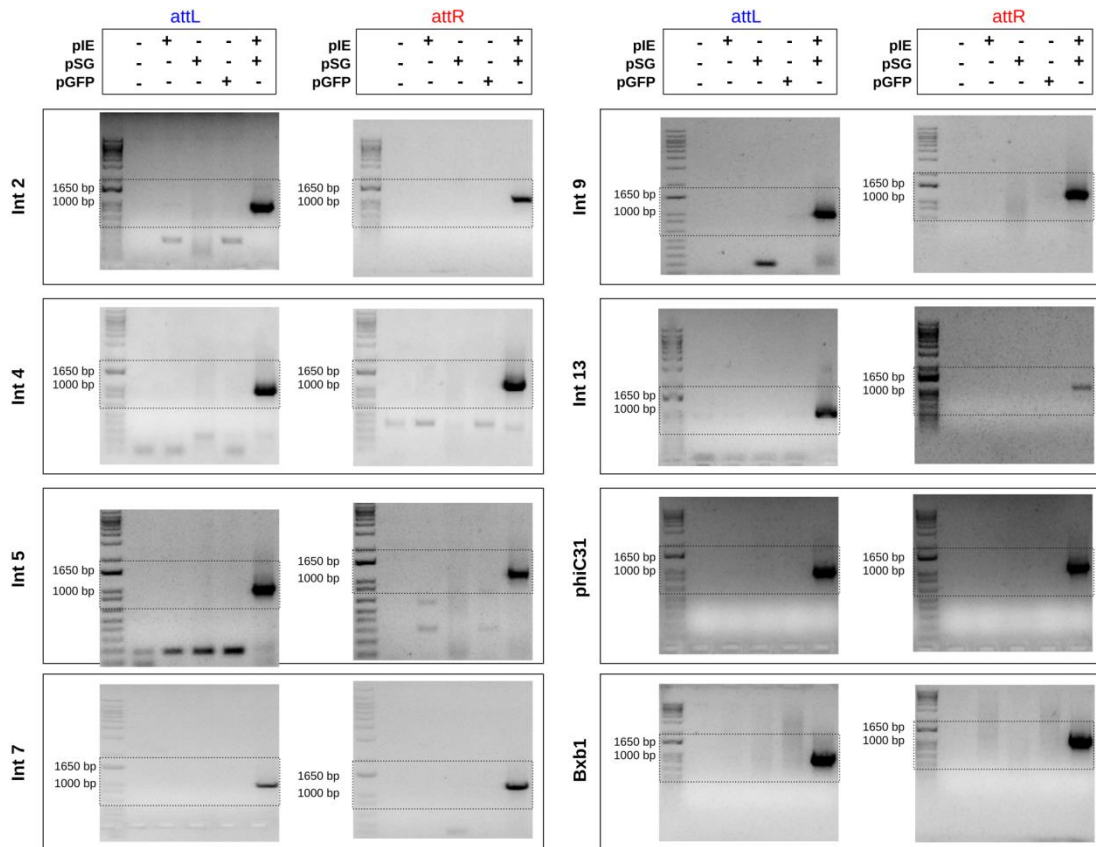 attL attR attL attR
pIE - + - - + pIE - + - - + pIE - + - - + pIE - + - - +
pSG - - + - + pSG - - + - + pSG - - + - + pSG - - + - +
pGFP - - - + - pGFP - - - + - pGFP - - - + - pGFP - - - + -
Int 2
1650 bp
1000 bp
1650 bp
1000 bp
Int 9
1650 bp
1000 bp
1650 bp
1000 bp
Int 4
1650 bp
1000 bp
1650 bp
1000 bp
Int 13
1650 bp
1000 bp
1650 bp
1000 bp
Int 5
1650 bp
1000 bp
1650 bp
1000 bp
phiC31
1650 bp
1000 bp
1650 bp
1000 bp
Int 7
1650 bp
1000 bp
1650 bp
1000 bp
Bxb1
1650 bp
1000 bp
1650 bp
1000 bp